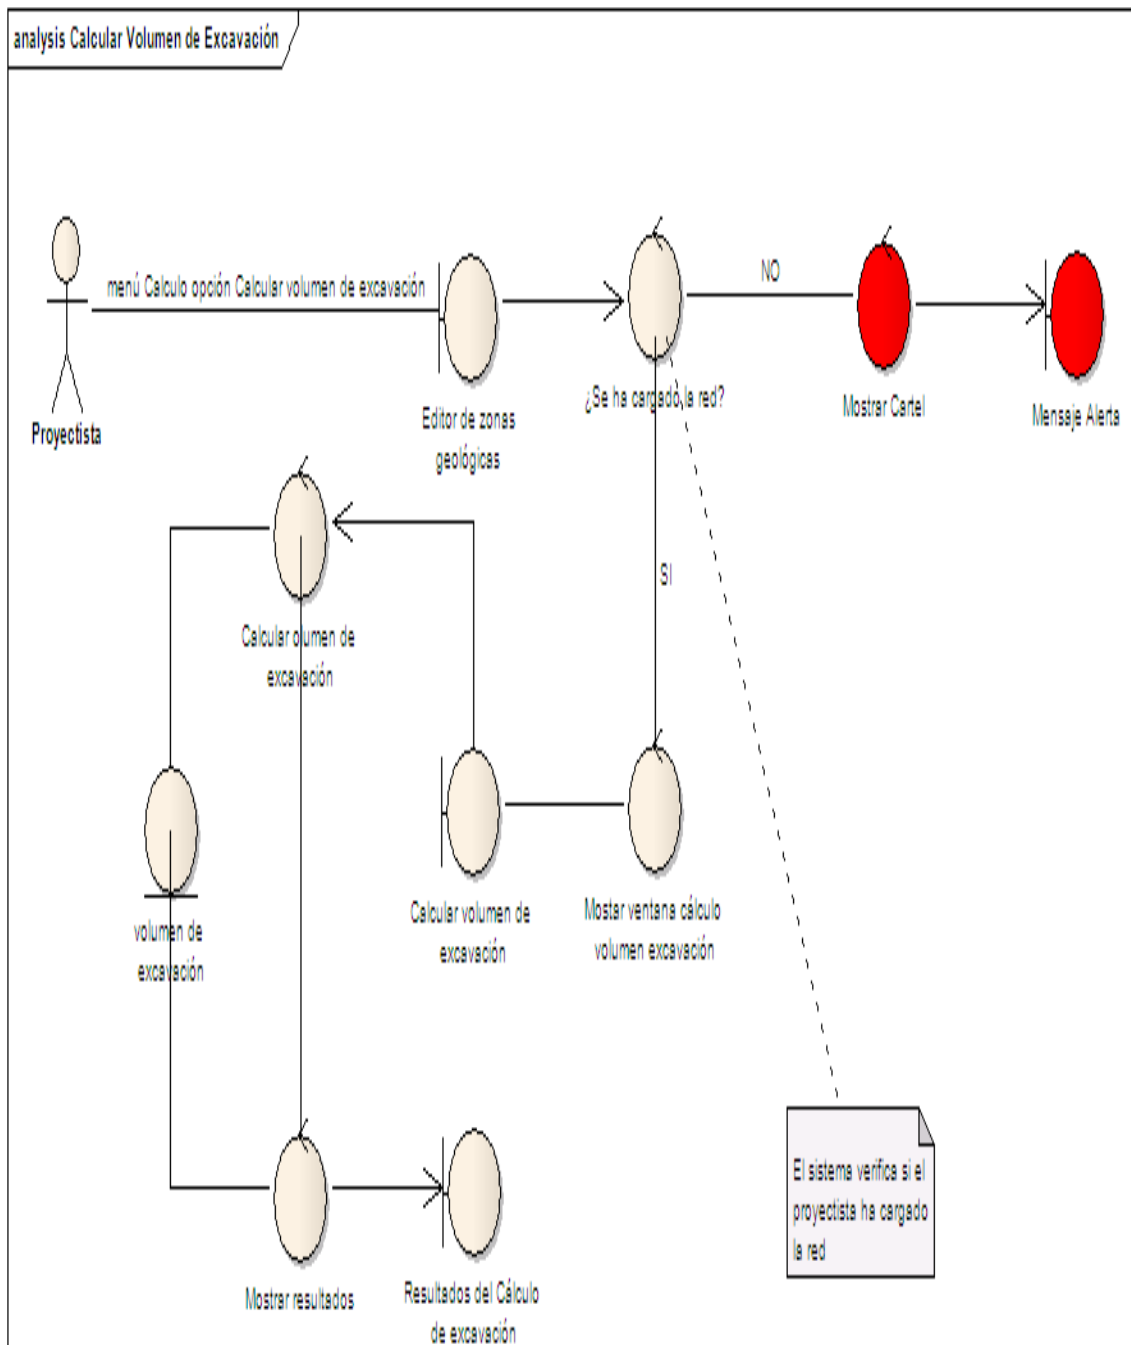 analysis Calcular Volumen de Excavación
menú Calculo opción Calcular volumen de excavación
NO
Proyectista
Editor de zonas
geológicas
¿Se ha cargado la red?
Mostrar Cartel
Mensaje Alerta
SI
Calcular olumen de
excavación
volumen de
excavación
Calcular volumen de
excavación
Mostar ventana cálculo
volumen excavación
El sistema verifica si el
proyectista ha cargado
la red
Mostrar resultados
Resultados del Cálculo
de excavación